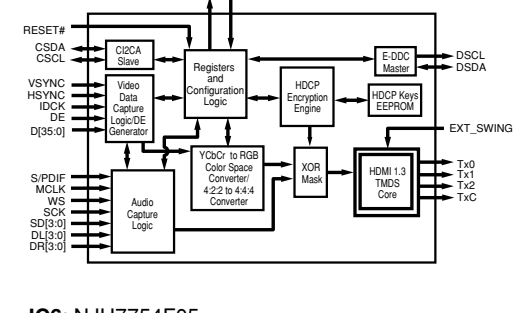 RESET#
CSDA
CSCL
CI2CA
Slave
VSYNC
HSYNC
IDCK
DE
D[35:0]
Video
Data
Capture
Logic/DE
Generator
Registers
and
Configuration
Logic
HDCP
Encryption
Engine
E-DDC
Master
DSCL
DSDA
HDCP Keys
EEPROM
EXT_SWING
S/PDIF
MCLK
WS
SCK
SD[3:0]
DL[3:0]
DR[3:0]
Audio
Capture
Logic
YCbCr to RGB
Color Space
Converter/
4:2:2 to 4:4:4
Converter
XOR
Mask
HDMI 1.3
TMDS
Core
Tx0
Tx1
Tx2
TxC